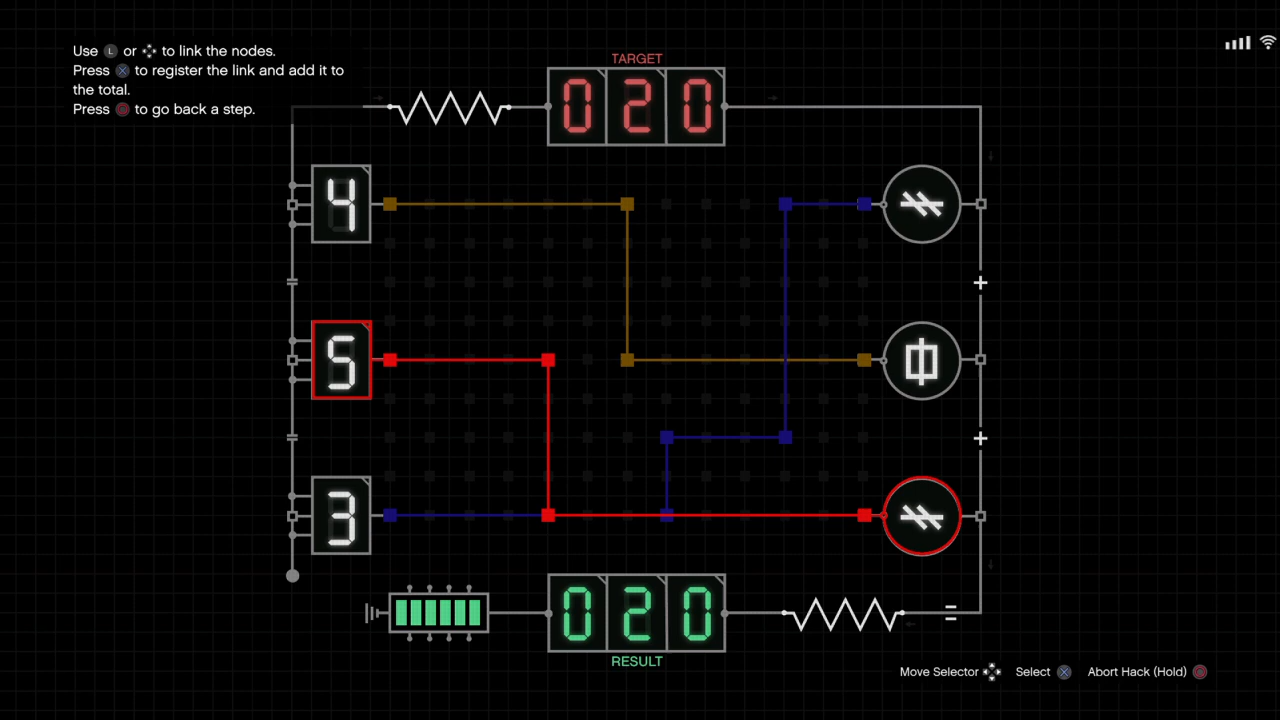 Use L or to link the nodes.
Press to register the link and add it to
the total.
Press to go back a step.
TARGET
020
4
5
3
+
+
=
020
RESULT
Move Selector Select Abort Hack (Hold)